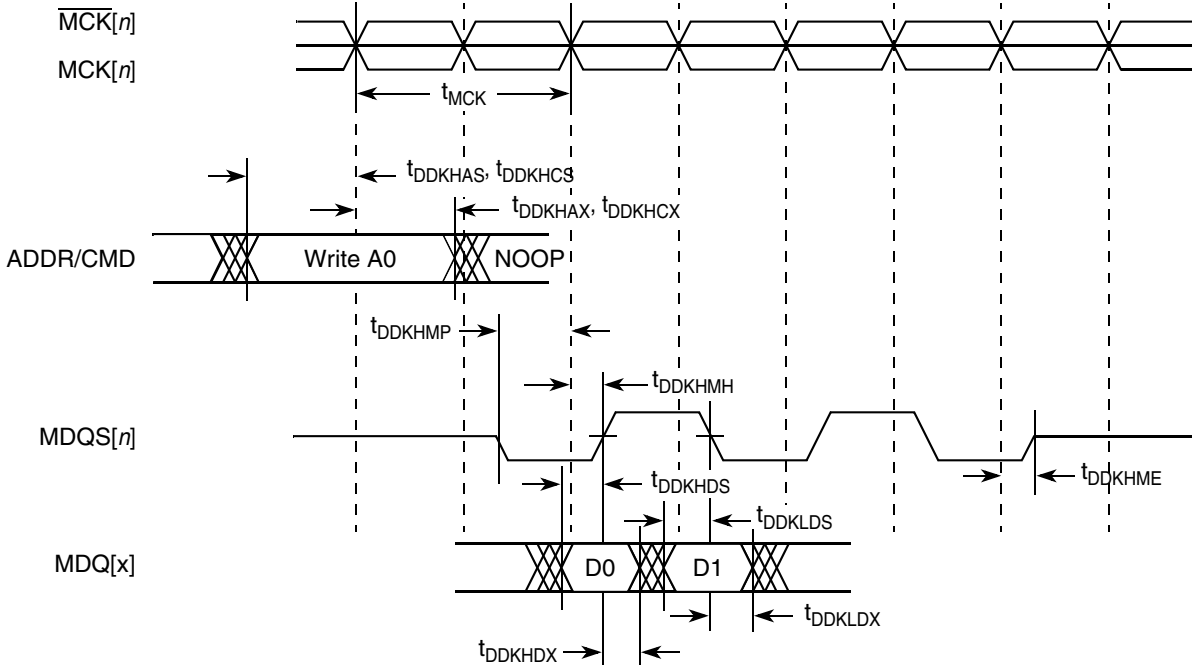 MCK[n]
MCK[n]
tMCK
tDDKHAS, tDDKHCS
tDDKHAX, tDDKHCX
ADDR/CMD
Write A0
NOOP
tDDKHMP
tDDKHMH
MDQS[n]
tDDKHME
tDDKHDS
tDDKLDS
MDQ[x]
D0
D1
tDDKLDX
tDDKHDX